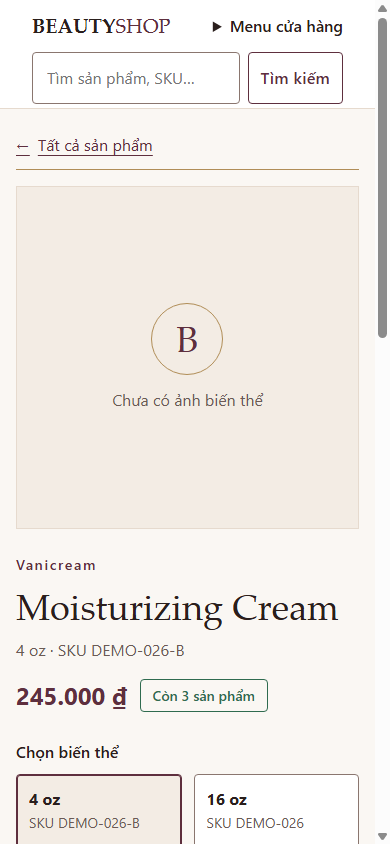 BEAUTYSHOP
▶ Menu cửa hàng
Tìm sản phẩm, SKU...
Tìm kiếm
← Tất cả sản phẩm
B
Chưa có ảnh biến thể
Vanicream
Moisturizing Cream
4 oz · SKU DEMO-026-B
245.000 ₫
Còn 3 sản phẩm
Chọn biến thể
4 oz
SKU DEMO-026-B
16 oz
SKU DEMO-026